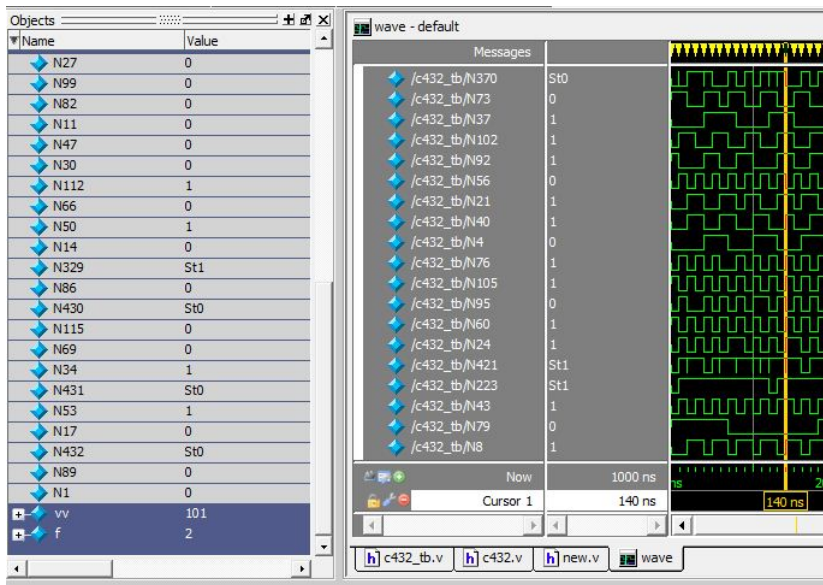 Objects
Name Value
N27 0
N99 0
N82 0
N11 0
N47 0
N30 0
N112 1
N66 0
N50 1
N14 0
N329 St1
N86 0
N430 St0
N115 0
N69 0
N34 1
N431 St0
N53 1
N17 0
N432 St0
N89 0
N1 0
vv 101
f 2
wave - default
Messages
/c432_tb/N370 St0
/c432_tb/N73 0
/c432_tb/N37 1
/c432_tb/N102 1
/c432_tb/N92 1
/c432_tb/N56 0
/c432_tb/N21 1
/c432_tb/N40 1
/c432_tb/N4 0
/c432_tb/N76 1
/c432_tb/N105 1
/c432_tb/N95 0
/c432_tb/N60 1
/c432_tb/N24 1
/c432_tb/N421 St1
/c432_tb/N223 St1
/c432_tb/N43 1
/c432_tb/N79 0
/c432_tb/N8 1
Now 1000 ns ns 2
Cursor 1 140 ns 140 ns
c432_tb.v c432.v new.v wave